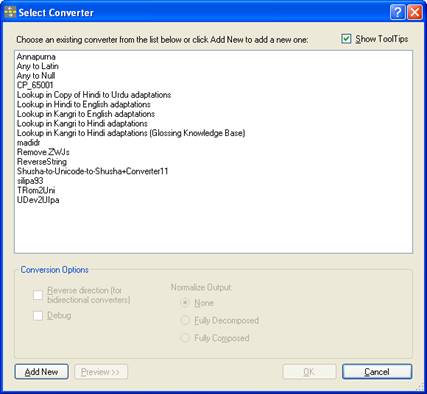 Select Converter
Choose an existing converter from the list below or click Add New to add a new one:
Show ToolTips
Annapurna
Any to Latin
Any to Null
CP_65001
Lookup in Copy of Hindi to Urdu adaptations
Lookup in Hindi to English adaptations
Lookup in Kangri to English adaptations
Lookup in Kangri to Hindi adaptations
Lookup in Kangri to Hindi adaptations (Glossing Knowledge Base)
madidr
Remove ZWJs
ReverseString
Shusha-to-Unicode-to-Shusha+Converter11
silipa93
TRom2Uni
UDev2UIpa
Conversion Options
Reverse direction (for bidirectional converters)
Debug
Normalize Output:
None
Fully Decomposed
Fully Composed
Add New
Preview >>
OK
Cancel